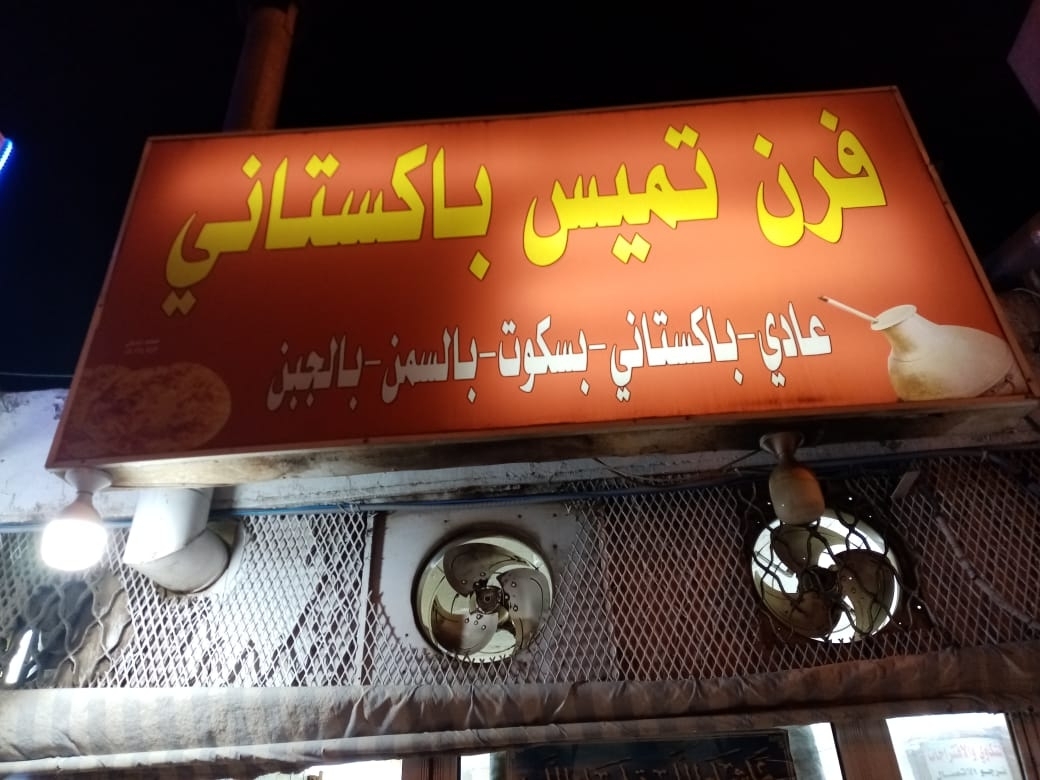 فرن تميس باكستاني
عادي-باكستاني-بسكوت-بالسمن-بالجبن